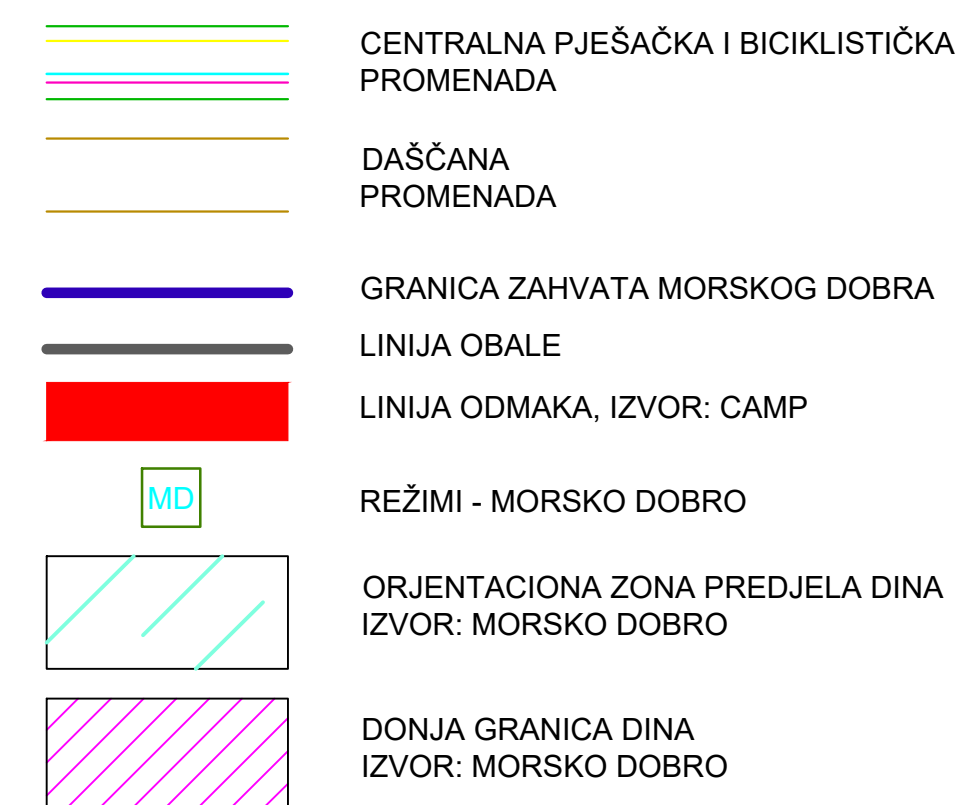 CENTRALNA PJEŠAČKA I BICIKLISTIČKA
PROMENADA
DAŠČANA
PROMENADA
GRANICA ZAHVATA MORSKOG DOBRA
LINIJA OBALE
LINIJA ODMAKA, IZVOR: CAMP
MD
REŽIMI - MORSKO DOBRO
ORJENTACIONA ZONA PREDJELA DINA
IZVOR: MORSKO DOBRO
DONJA GRANICA DINA
IZVOR: MORSKO DOBRO